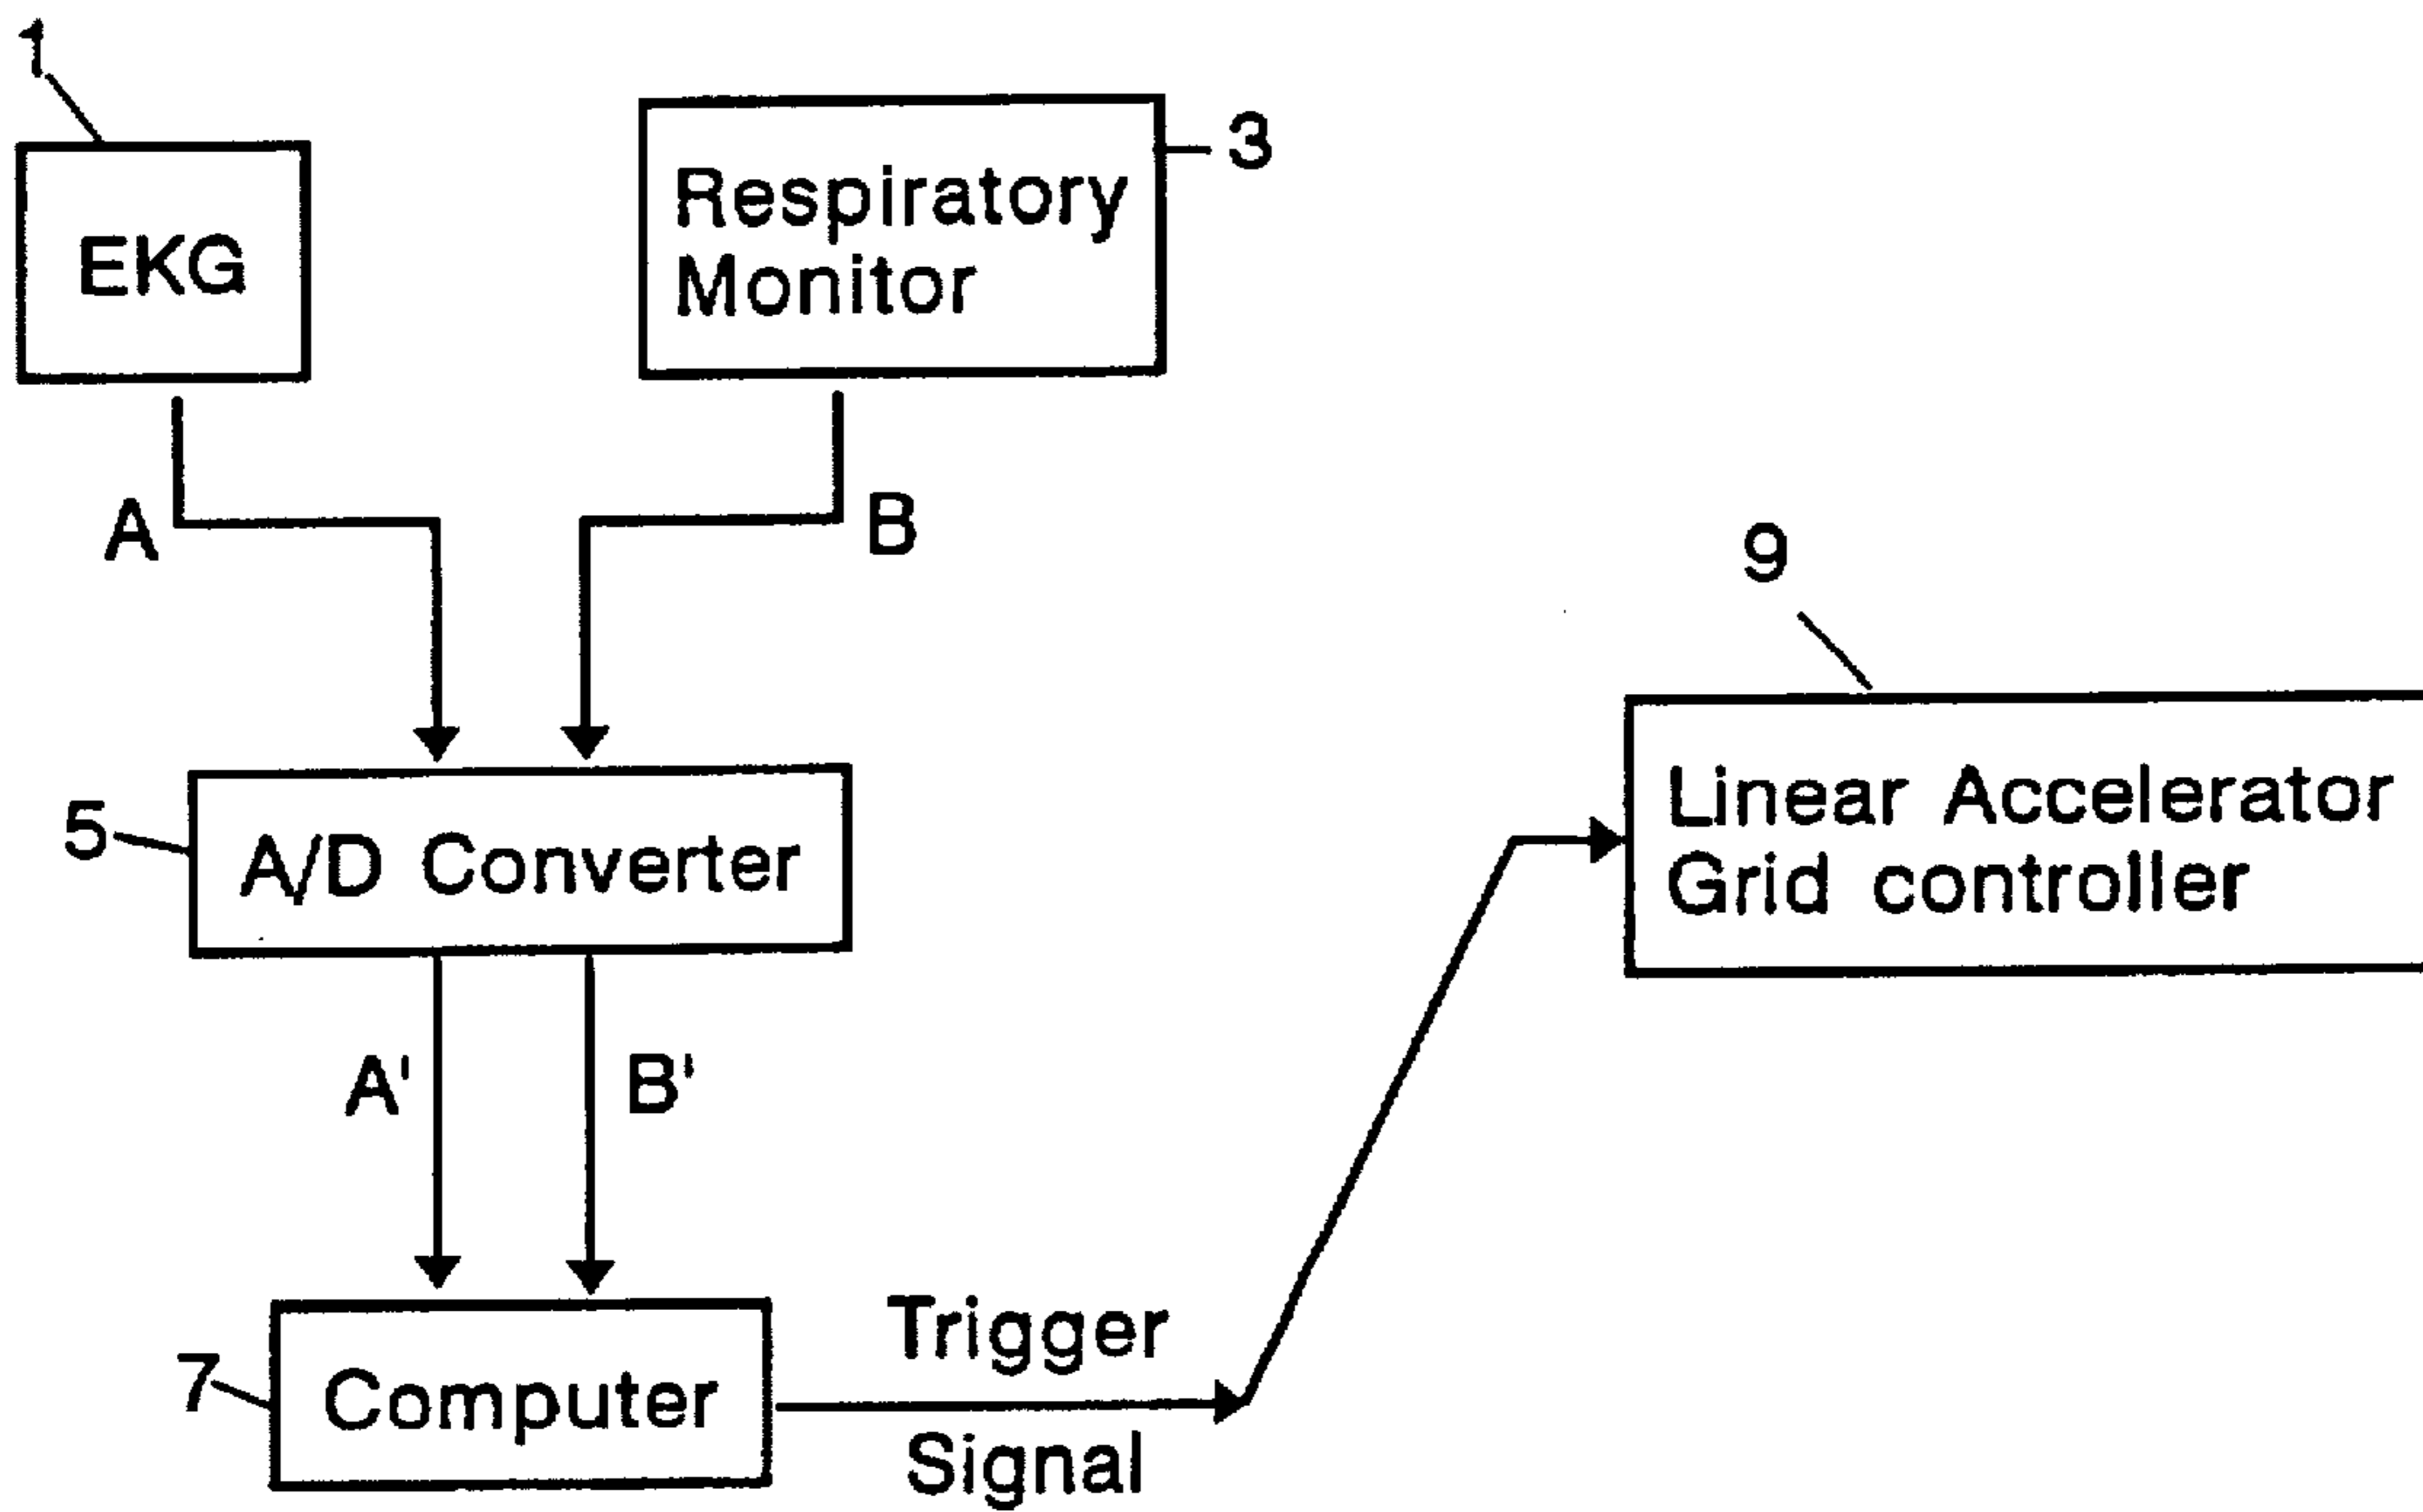 1
EKG
Respiratory
Monitor
3
A
B
9
5
A/D Converter
Linear Accelerator
Grid controller
A'
B'
7
Computer
Trigger
Signal